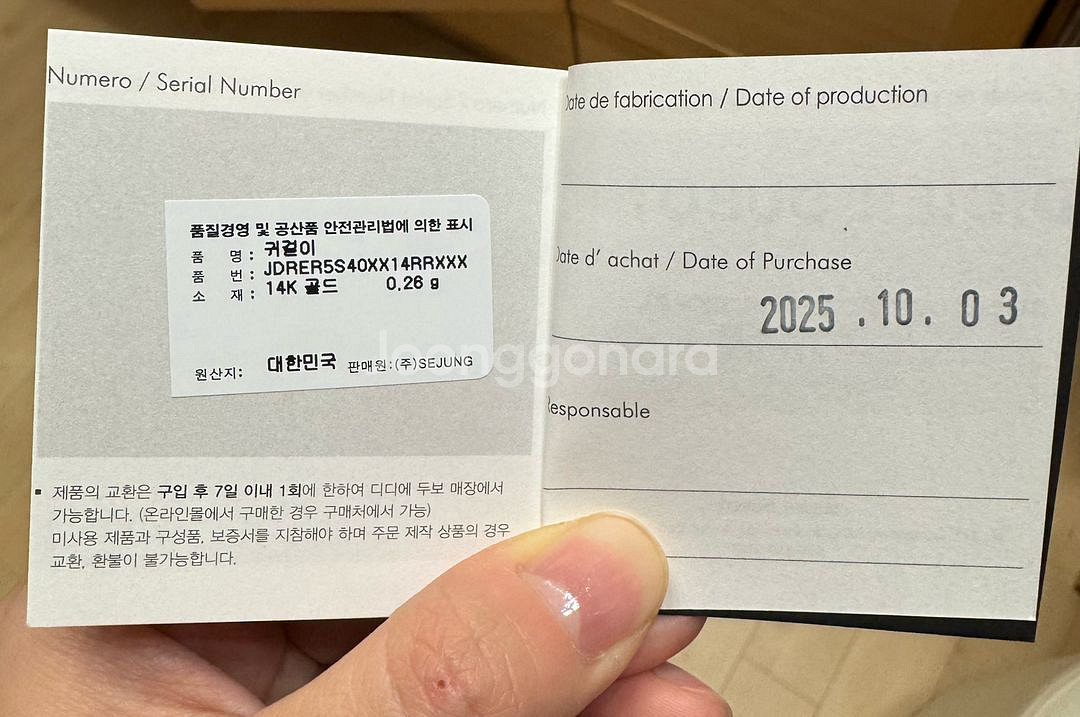 Numero / Serial Number
품질경영 및 공산품 안전관리법에 의한 표시
품 명 : 귀걸이
품 번 : JDRER5S40XX14RRXXX
소 재 : 14K 골드 0.26 g
원산지: 대한민국 판매원:(주)SEJUNG
▪ 제품의 교환은 구입 후 7일 이내 1회에 한하여 디디에 두보 매장에서
가능합니다. (온라인몰에서 구매한 경우 구매처에서 가능)
미사용 제품과 구성품, 보증서를 지참해야 하며 주문 제작 상품의 경우
교환, 환불이 불가능합니다.
Date de fabrication / Date of production
Date d' achat / Date of Purchase
2025 .10. 03
Responsable
joonggonara